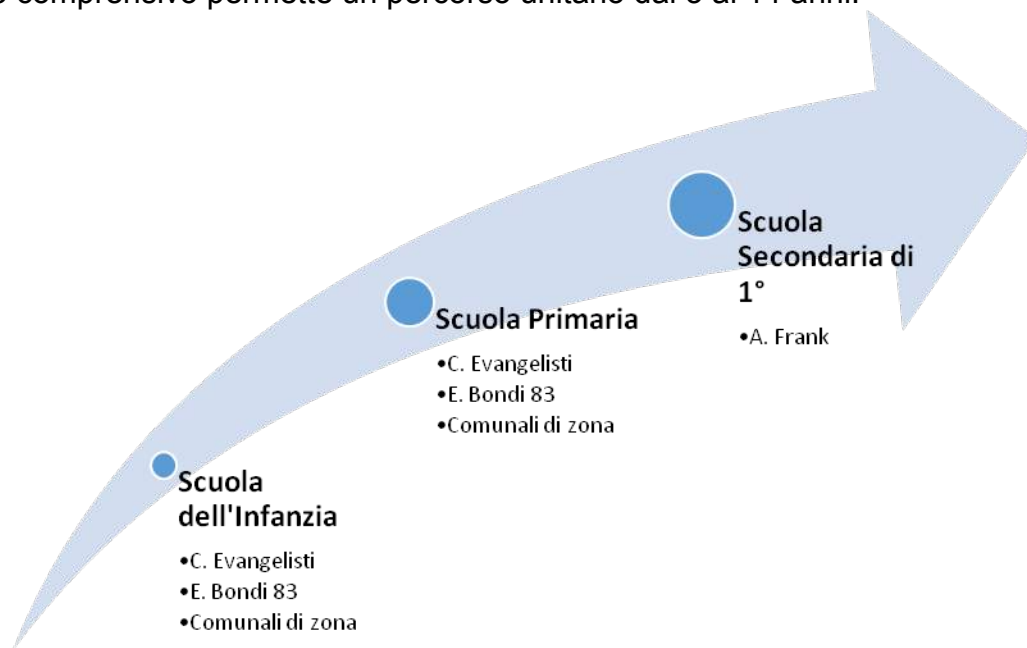 comprensivo permette un percorso unitario dai 3 ai 14 anni.
Scuola
dell'Infanzia
•C. Evangelisti
•E. Bondi 83
•Comunali di zona
Scuola Primaria
•C. Evangelisti
•E. Bondi 83
•Comunali di zona
Scuola
Secondaria di
1°
•A. Frank